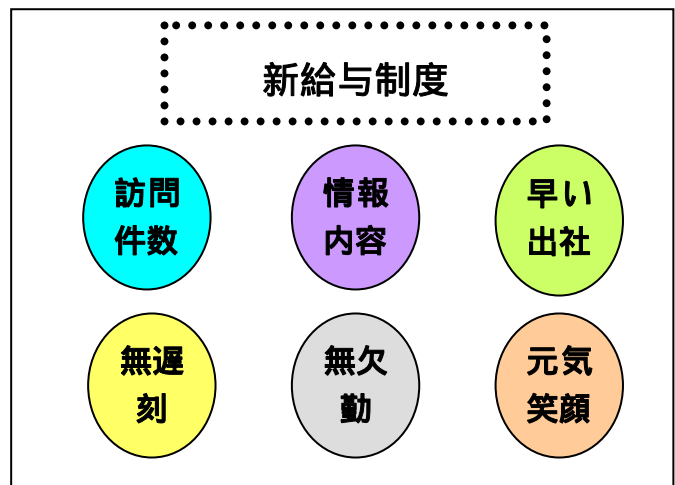 新給与制度
訪問
件数
情報
内容
早い
出社
無遅
刻
無欠
勤
元気
笑顔